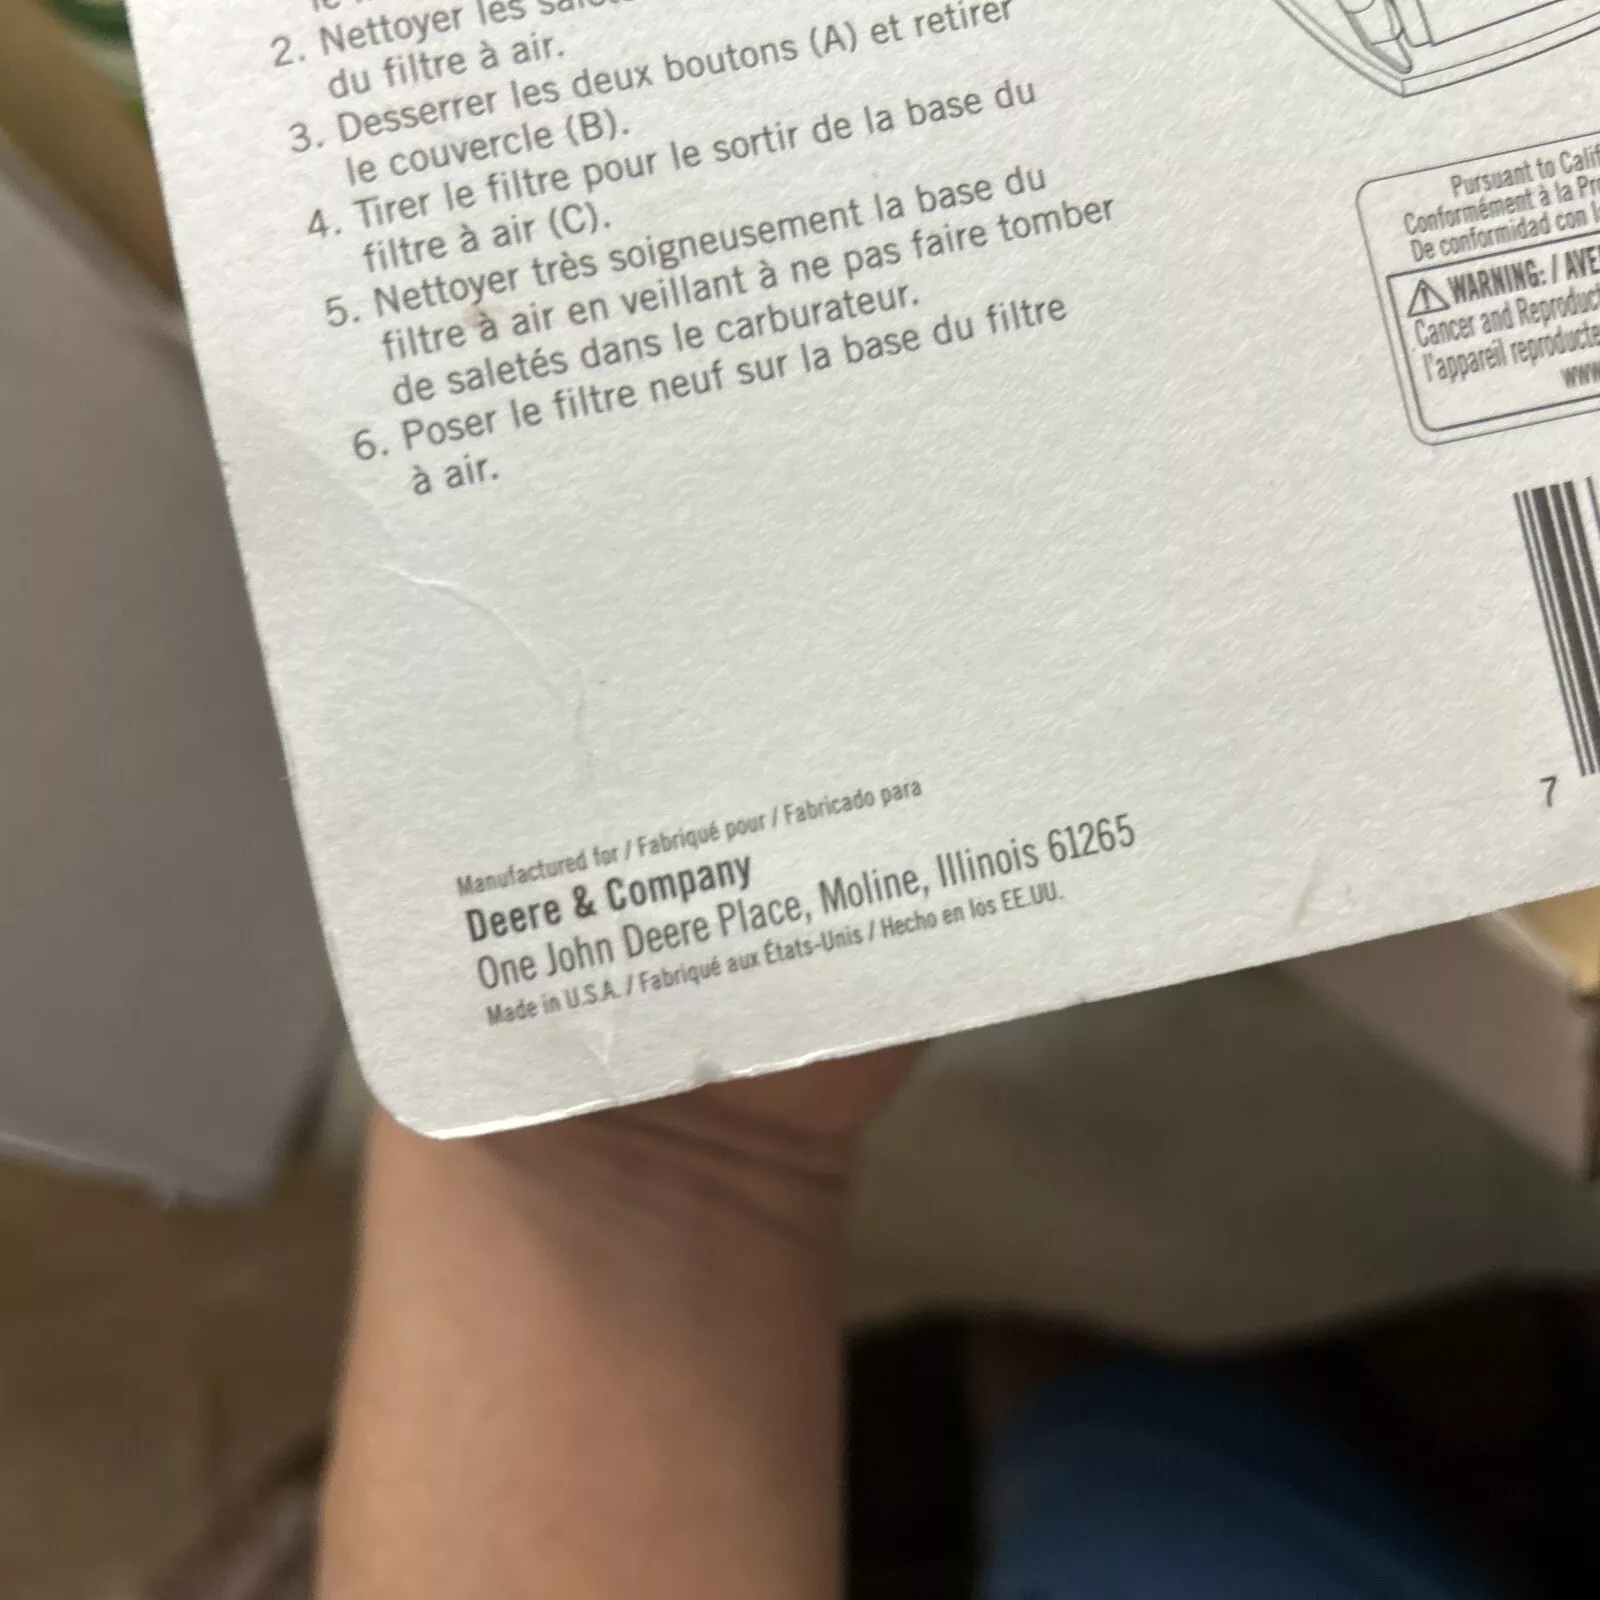 2. Nettoyer les
du filtre à air.
3. Desserrer les deux boutons (A) et retirer
le couvercle (B).
4. Tirer le filtre pour le sortir de la base du
filtre à air (C).
5. Nettoyer très soigneusement la base du
filtre à air en veillant à ne pas faire tomber
de saletés dans le carburateur.
6. Poser le filtre neuf sur la base du filtre
à air.
Pursuant to
Conformément à la
De conformidad con
WARNING: /
Cancer and
l'appareil
7
Manufactured for / Fabriqué pour / Fabricado para
Deere & Company
One John Deere Place, Moline, Illinois 61265
Made in U.S.A. / Fabriqué aux États-Unis / Hecho en los EE.UU.